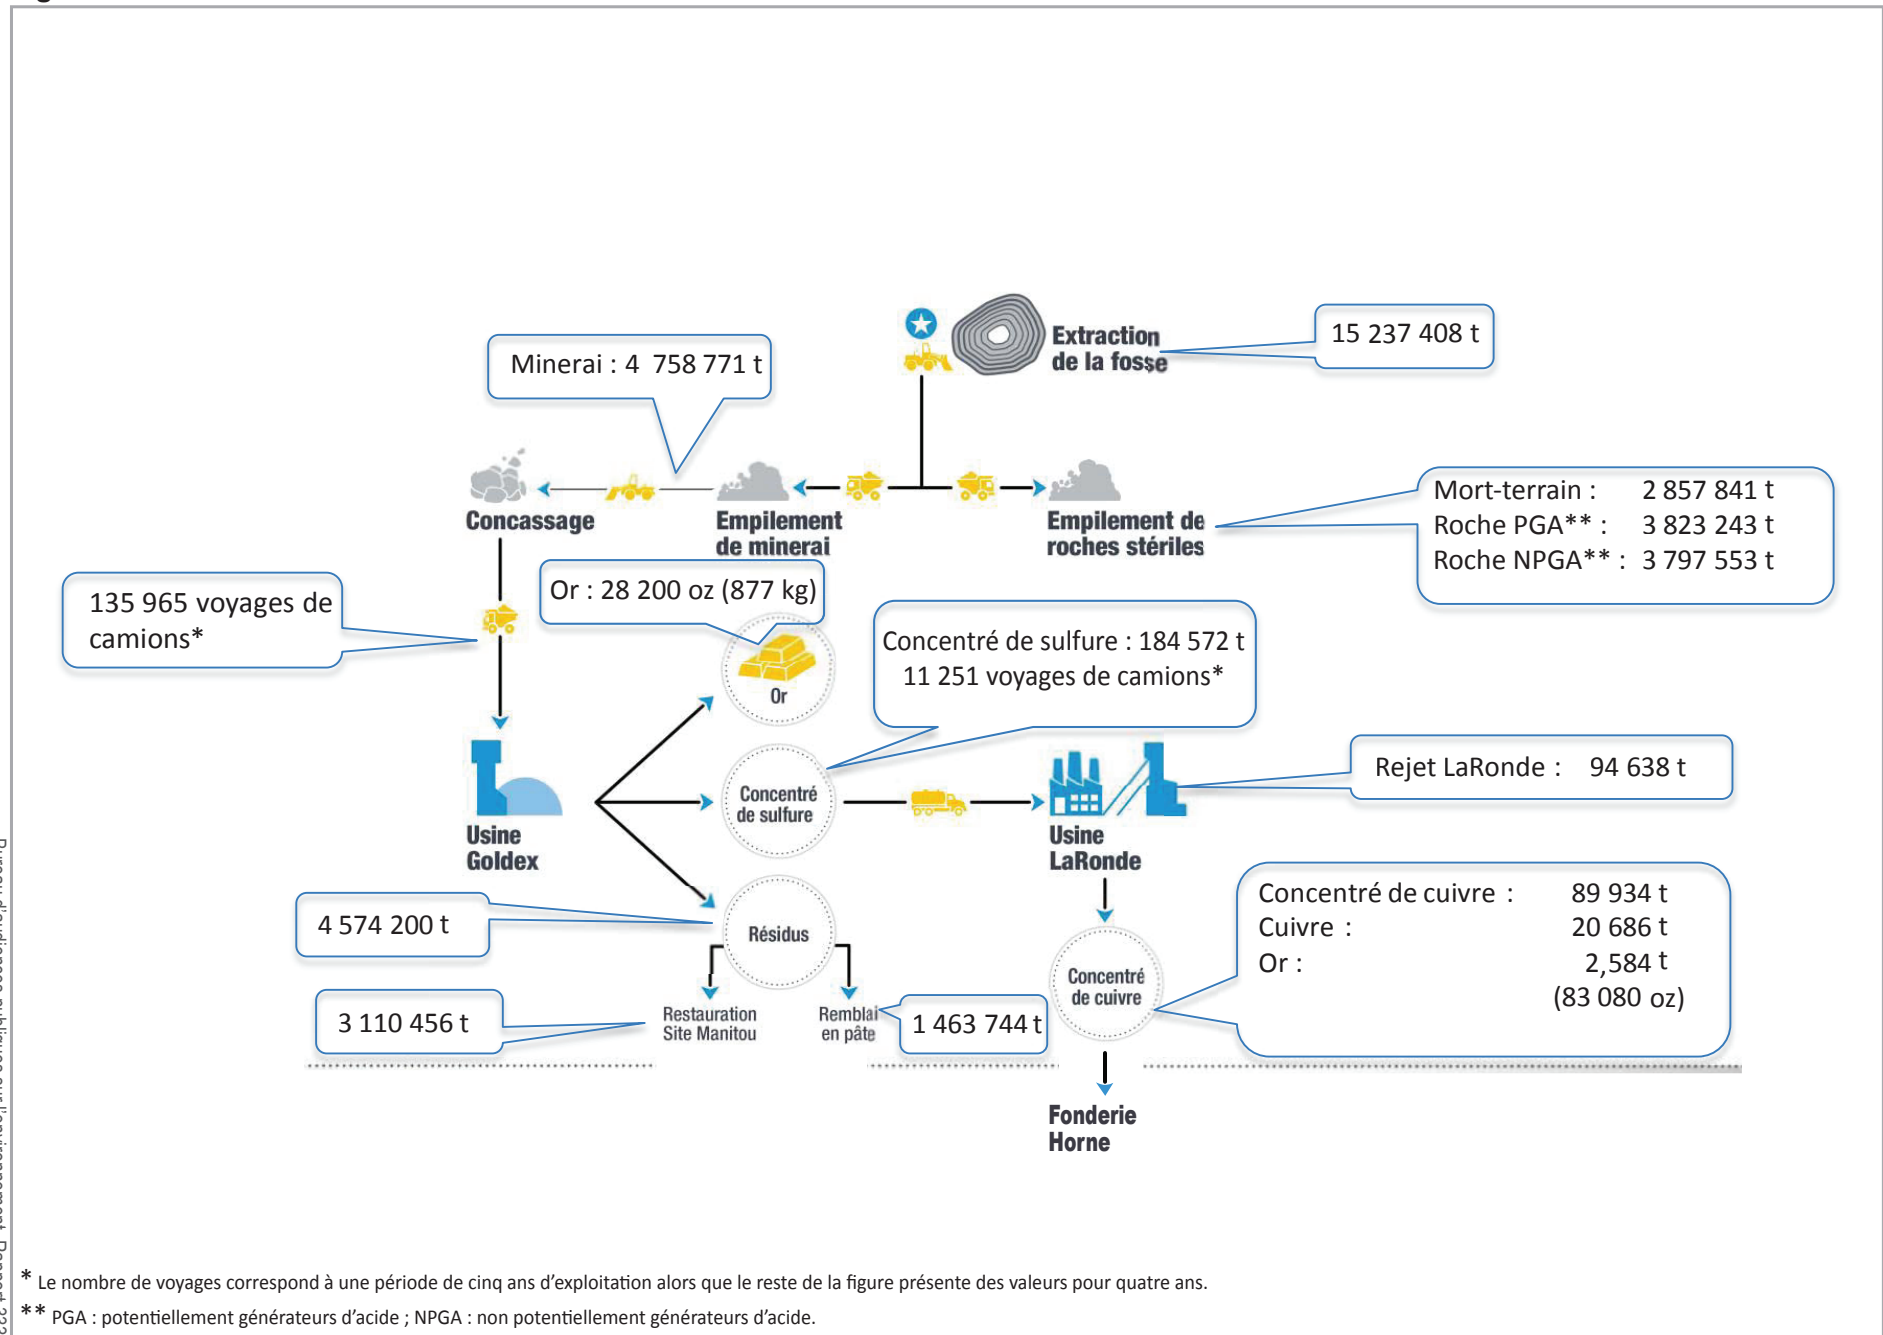 Extraction
de la fosse
15 237 408 t
Minerai : 4 758 771 t
Concassage
Empilement
de minerai
Empilement de
roches stériles
Mort-terrain : 2 857 841 t
Roche PGA** : 3 823 243 t
Roche NPGA** : 3 797 553 t
135 965 voyages de
camions*
Or : 28 200 oz (877 kg)
Or
Concentré de sulfure : 184 572 t
11 251 voyages de camions*
Usine
Goldex
Concentré
de sulfure
Usine
LaRonde
Rejet LaRonde : 94 638 t
4 574 200 t
Résidus
3 110 456 t
Restauration
Site Manitou
Remblai
en pâte
1 463 744 t
Concentré
de cuivre
Concentré de cuivre : 89 934 t
Cuivre : 20 686 t
Or : 2,584 t
(83 080 oz)
Fonderie
Horne
* Le nombre de voyages correspond à une période de cinq ans d'exploitation alors que le reste de la figure présente des valeurs pour quatre ans.
** PGA : potentiellement générateurs d'acide ; NPGA : non potentiellement générateurs d'acide.